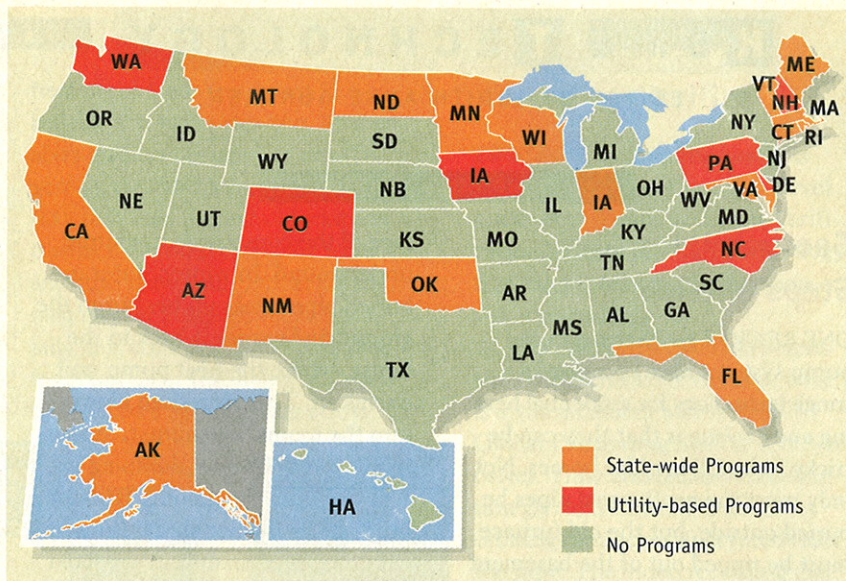 WA
MT
ND
MN
ME
VT
NH
MA
OR
ID
SD
WI
NY
CT
RI
WY
MI
IA
PA
NJ
NE
NB
IL
IA
OH
DE
VA
WV
UT
CO
MD
CA
KS
MO
KY
NC
TN
AZ
NM
OK
AR
SC
MS
AL
GA
TX
LA
FL
AK
HA
State-wide Programs
Utility-based Programs
No Programs